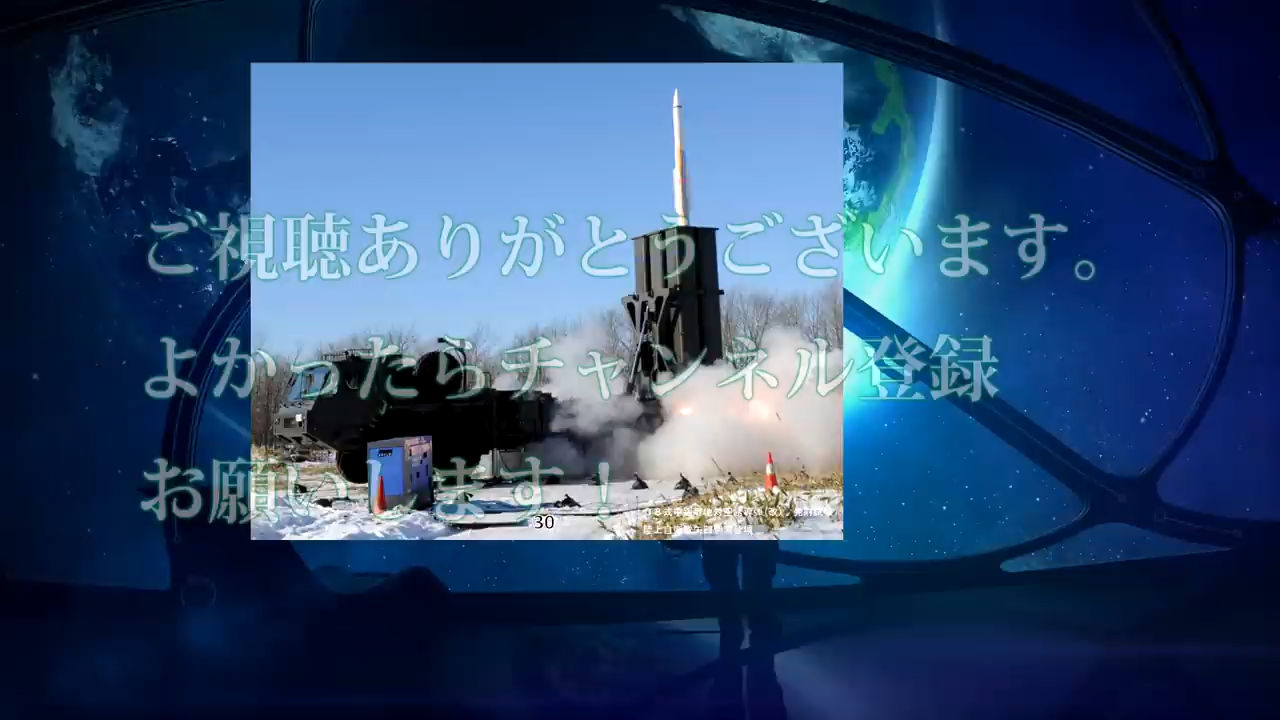 ご視聴ありがとうございます。
よかったらチャンネル登録
お願いします！
30